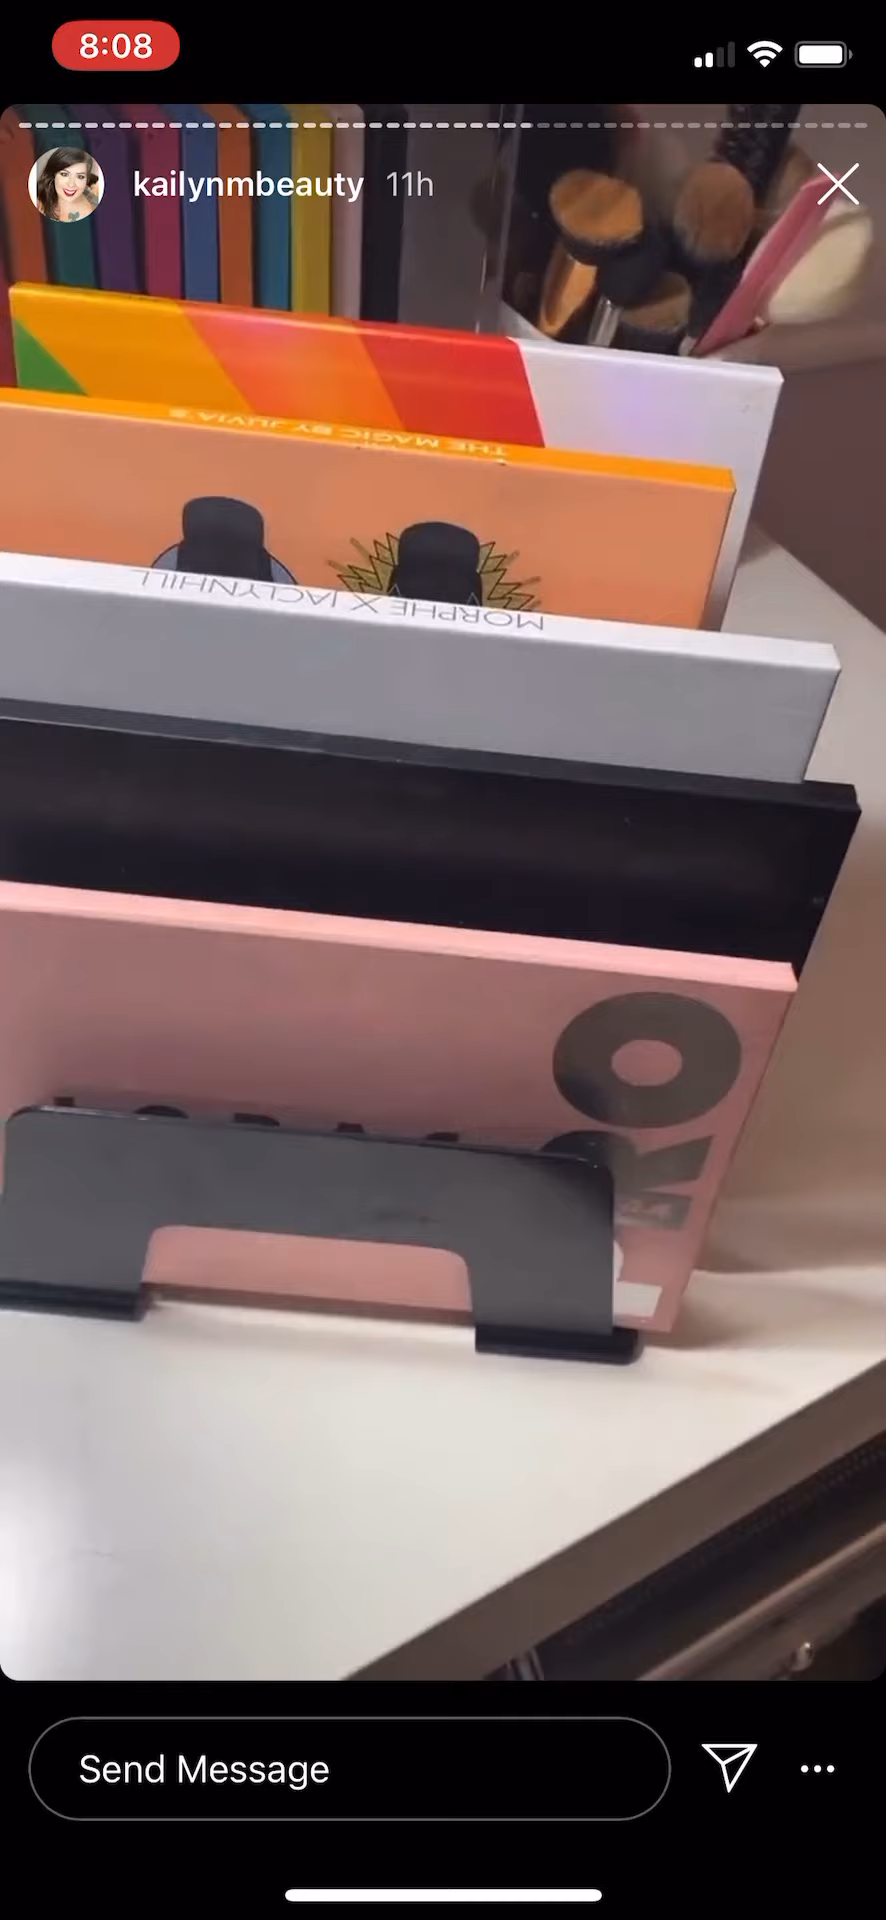 8:08
kailynmbeauty 11h
THE MAGIC BY JUVIA'S
MORPHE X JACLYNHILL
Send Message